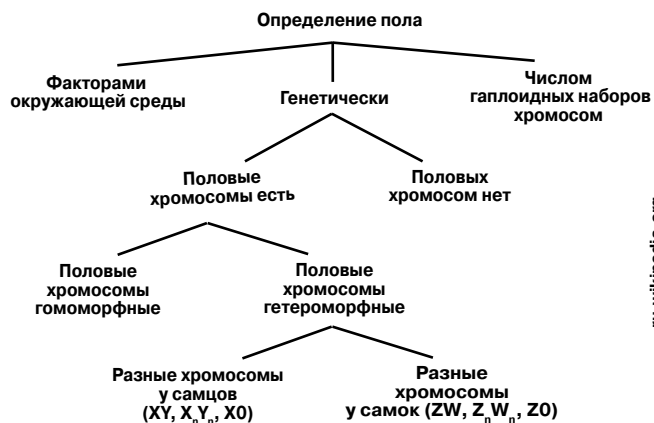 Определение пола
Факторами
окружающей среды
Генетически
Числом
гаплоидных наборов
хромосом
Половые
хромосомы есть
Половых
хромосом нет
Половые
хромосомы
гомоморфные
Половые
хромосомы
гетероморфные
Разные хромосомы
у самцов
(XY, XₙYₙ, X0)
Разные
хромосомы
у самок (ZW, ZₙWₙ, Z0)